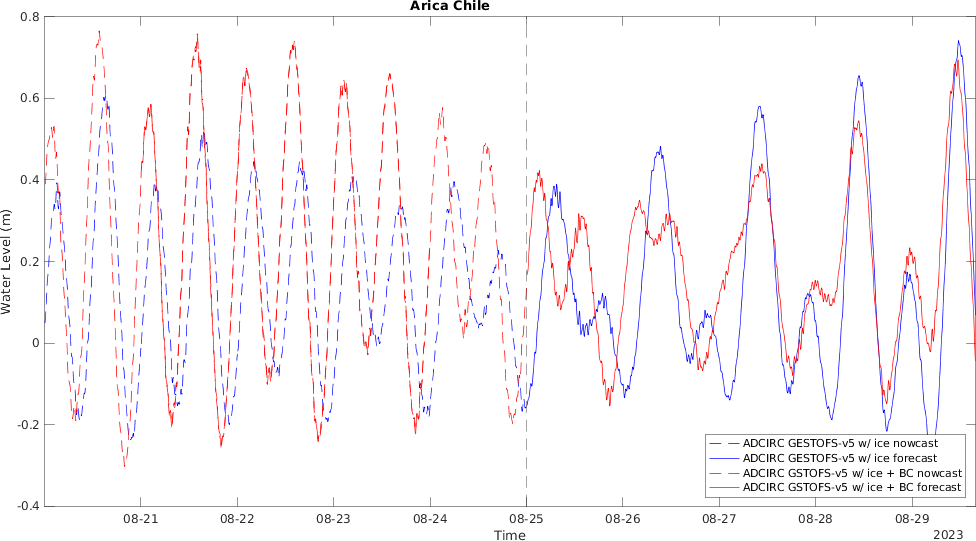 Arica Chile
0.8
0.6
0.4
0.2
0
-0.2
-0.4
Water Level (m)
08-21 08-22 08-23 08-24 08-25 08-26 08-27 08-28 08-29
Time
2023
ADCIRC GESTOFS-v5 w/ ice nowcast
ADCIRC GESTOFS-v5 w/ ice forecast
ADCIRC GSTOFS-v5 w/ ice + BC nowcast
ADCIRC GSTOFS-v5 w/ ice + BC forecast